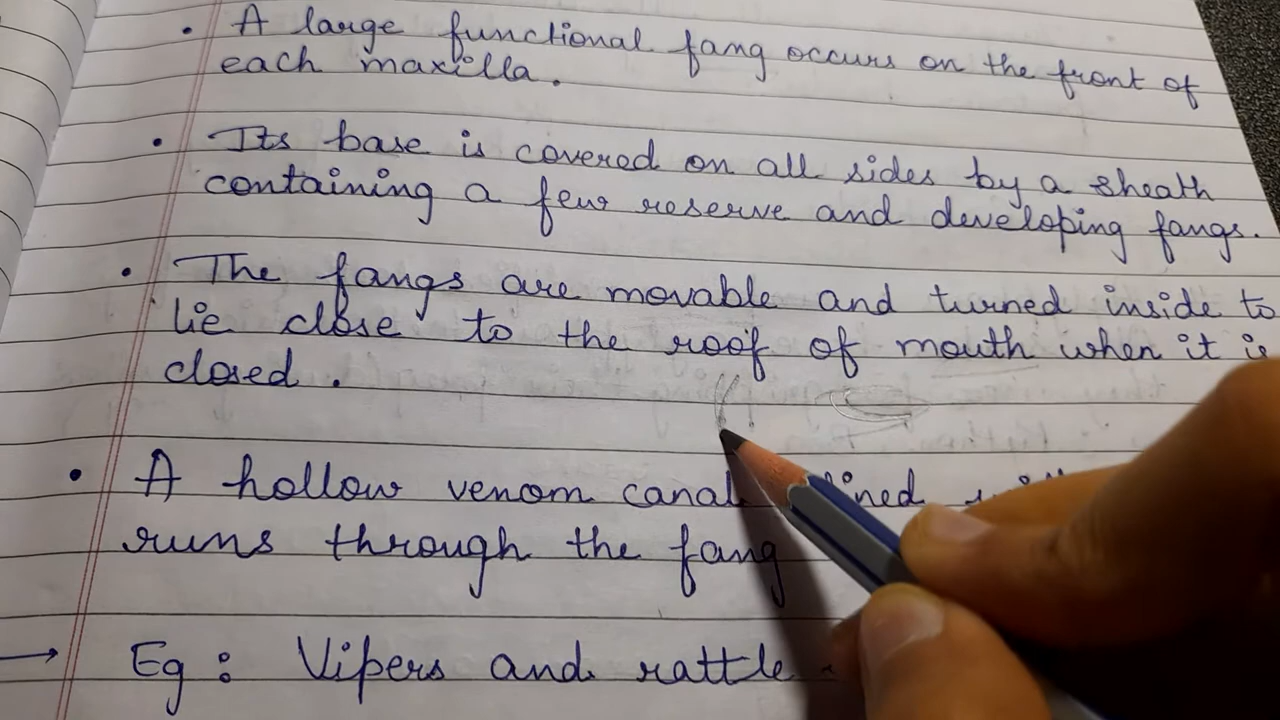 • A large functional fang occurs on the front of
each maxilla.
• Its base is covered on all sides by a sheath
containing a few reserve and developing fangs.
• The fangs are movable and turned inside to
lie close to the roof of mouth when it is
closed.
• A hollow venom canal
runs through the fang
→ Eg : Vipers and rattle